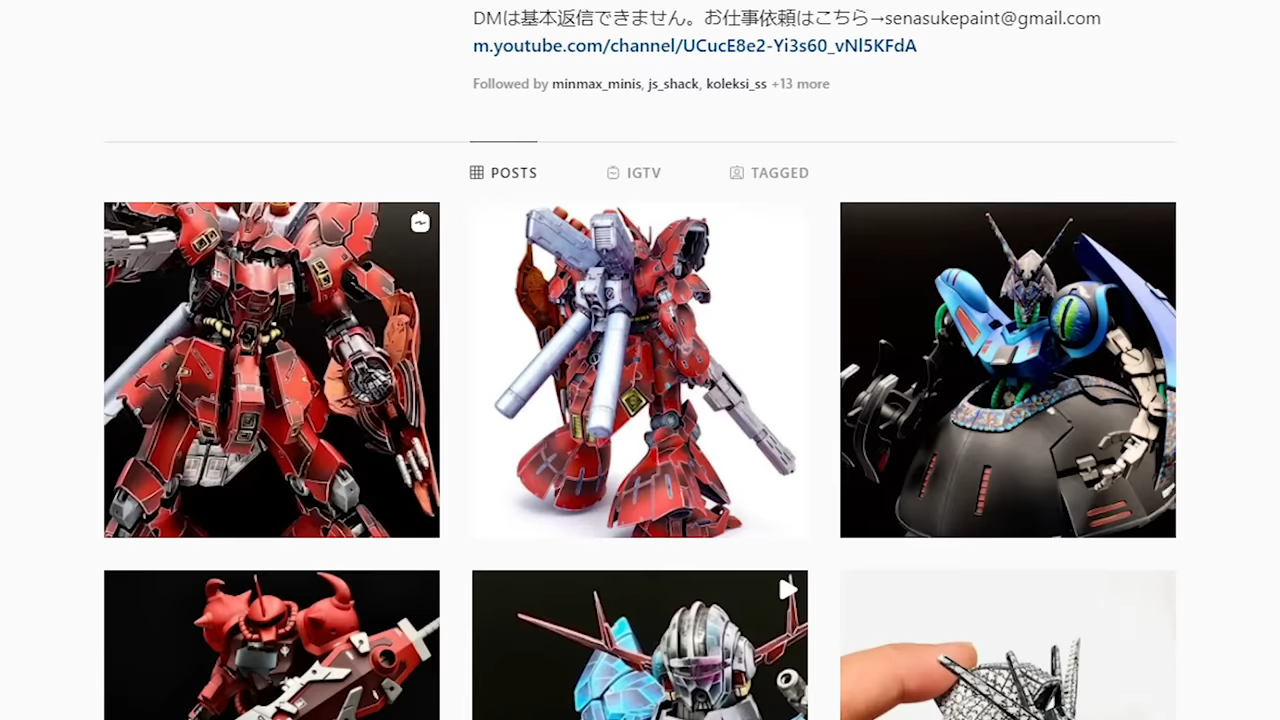 DMは基本返信できません。お仕事依頼はこちら→senasukepaint@gmail.com
m.youtube.com/channel/UCucE8e2-Yi3s60_vNl5KFdA
Followed by minmax_minis, js_shack, koleksi_ss +13 more
POSTS IGTV TAGGED